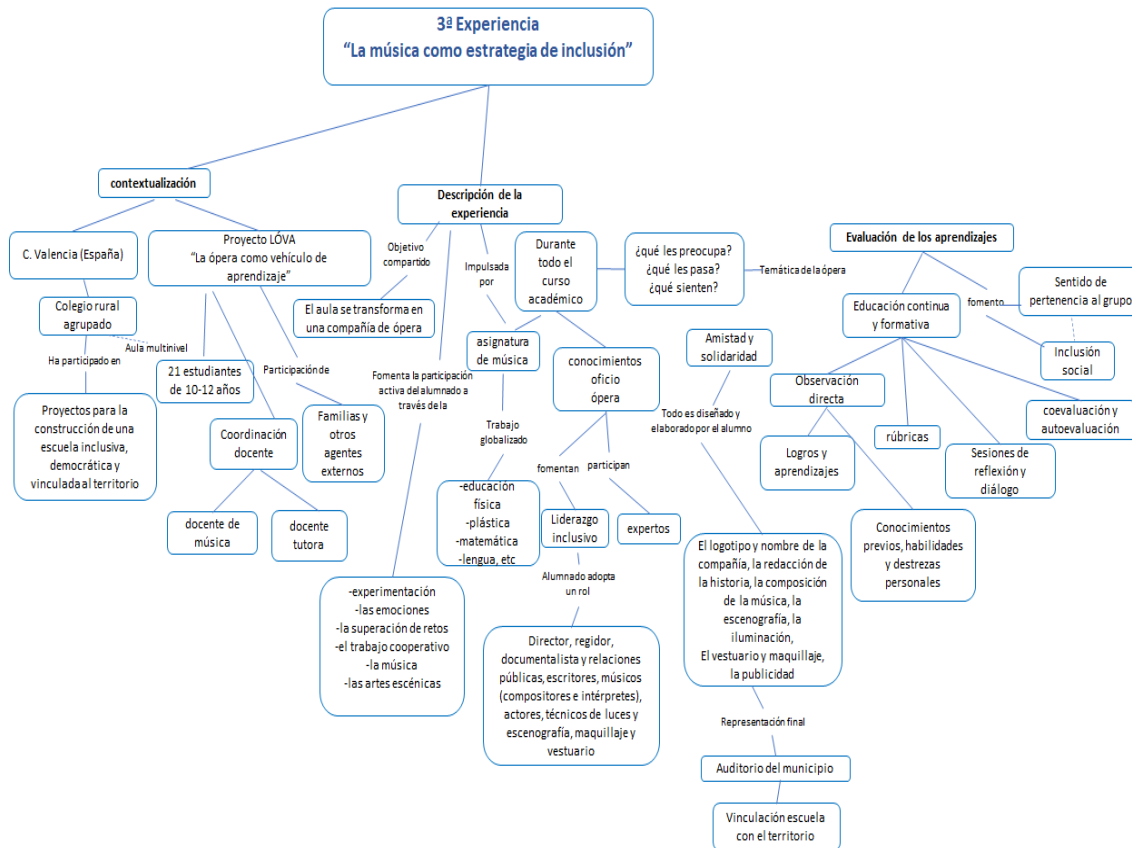 3ª Experiencia
“La música como estrategia de inclusión”
contextualización
C. Valencia (España)
Colegio rural
agrupado
Aula multinivel
Ha participado en
Proyectos para la
construcción de una
escuela inclusiva,
democrática y
vinculada al territorio
Proyecto LÓVA
“La ópera como vehículo de
aprendizaje”
21 estudiantes
de 10-12 años
Coordinación
docente
docente de
música
docente
tutora
Participación de
Familias y
otros
agentes
externos
Descripción de la
experiencia
Objetivo
compartido
El aula se transforma en
una compañía de ópera
Fomenta la participación
activa del alumnado a
través de la
-experimentación
-las emociones
-la superación de retos
-el trabajo cooperativo
-la música
-las artes escénicas
Impulsada
por
asignatura
de música
Trabajo
globalizado
-educación
física
-plástica
-matemática
-lengua, etc
Durante
todo el
curso
académico
¿qué les preocupa?
¿qué les pasa?
¿qué sienten?
Temática de la ópera
conocimientos
oficio
ópera
fomentan
participan
Liderazgo
inclusivo
expertos
Alumnado adopta
un rol
Director, regidor,
documentalista y relaciones
públicas, escritores, músicos
(compositores e intérpretes),
actores, técnicos de luces y
escenografía, maquillaje y
vestuario
Amistad y
solidaridad
Todo es diseñado y
elaborado por el alumno
El logotipo y nombre de la
compañía, la redacción de
la historia, la composición
de la música, la
escenografía, la
iluminación,
El vestuario y maquillaje,
la publicidad
Representación final
Auditorio del municipio
Vinculación escuela
con el territorio
Evaluación de los aprendizajes
Educación continua
y formativa
fomento
Sentido de
pertenencia al grupo
Inclusión
social
Observación
directa
Logros y
aprendizajes
Conocimientos
previos, habilidades
y destrezas
personales
rúbricas
Sesiones de
reflexión y
diálogo
coevaluación y
autoevaluación